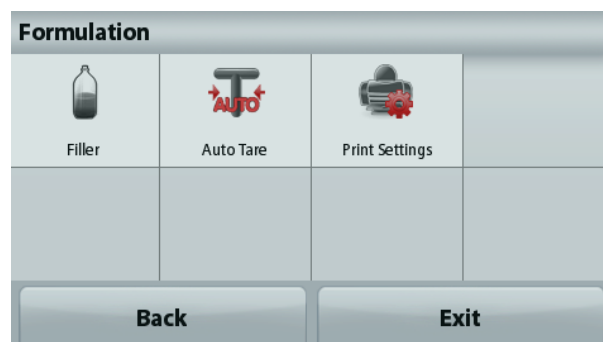 Formulation
AUTO
Filler
Auto Tare
Print Settings
Back
Exit